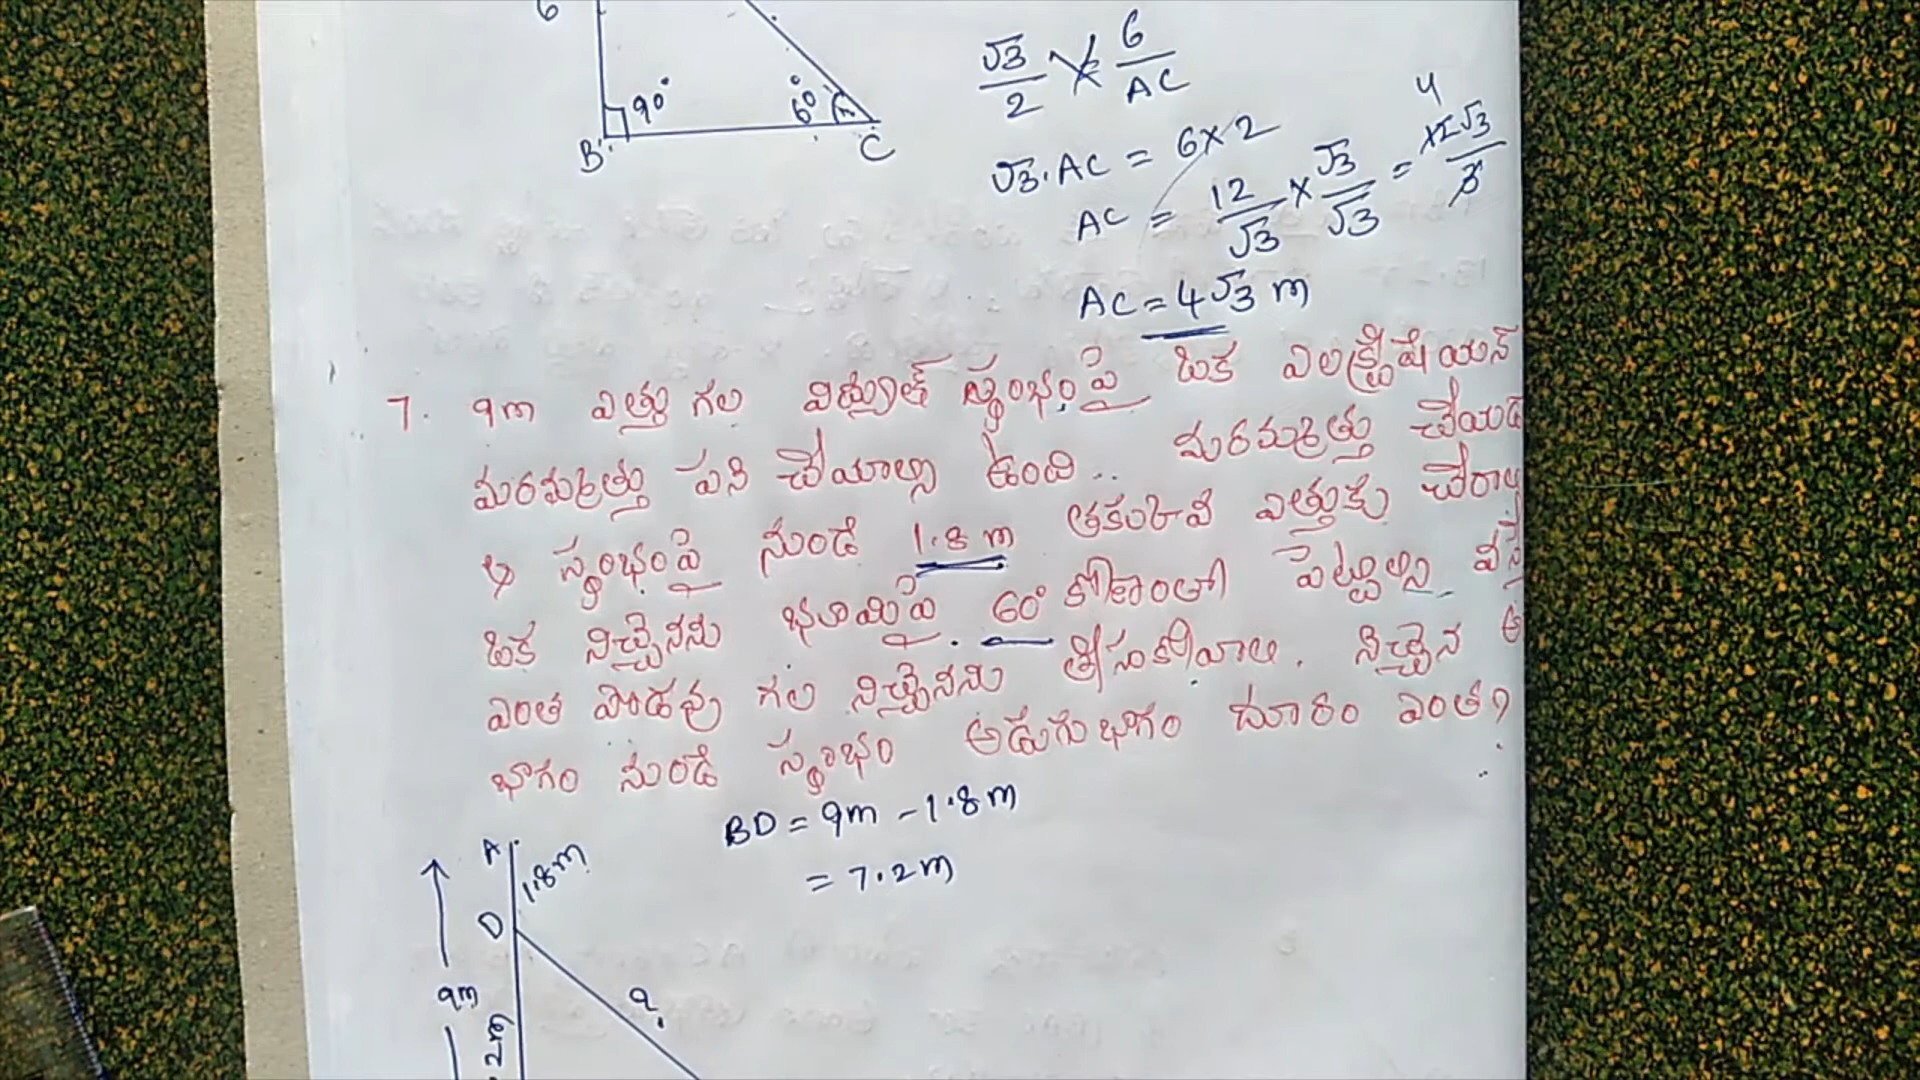 6
90°
60°
B
C
√3/2 = 6/AC
√3.AC = 6×2
AC = 12/√3 × √3/√3 = 12√3/3
4
AC = 4√3 m
7. 9m ఎత్తు గల విద్యుత్ స్థంభంపై ఒక ఎలక్ట్రీషియన్
మరమ్మత్తు పని చేయాల్సి ఉంది.. మరమ్మత్తు
ఆ స్థంభంపై నుండి 1.8 m తక్కువ ఎత్తుకు
ఒక నిచ్చెనను భూమిపై 60° కోణంతో పెట్టాల్సి వస్తే
ఎంత పొడవు గల నిచ్చెనను తీసుకోవాలి. నిచ్చెన
భాగం నుండి స్థంభం అడుగుభాగం దూరం ఎంత?
BD = 9m - 1.8m
= 7.2m
A
1.8m
D
9m
?